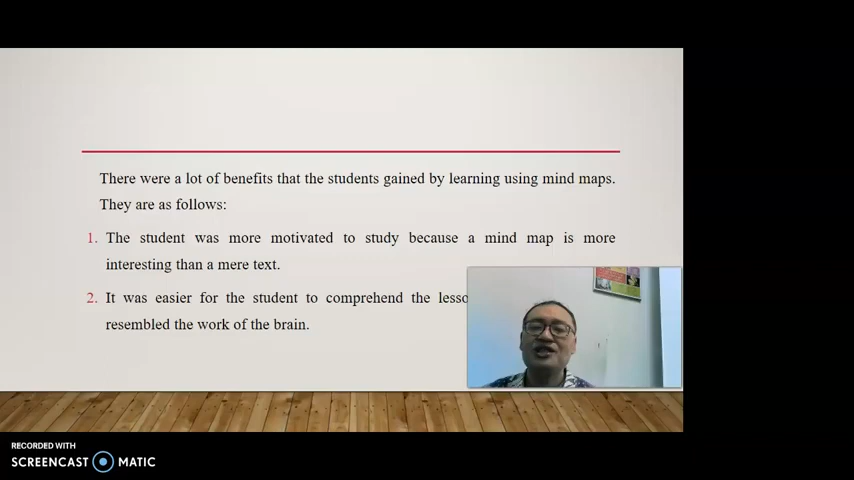 There were a lot of benefits that the students gained by learning using mind maps.
They are as follows:
1. The student was more motivated to study because a mind map is more
interesting than a mere text.
2. It was easier for the student to comprehend the
resembled the work of the brain.
RECORDED WITH
SCREENCAST MATIC